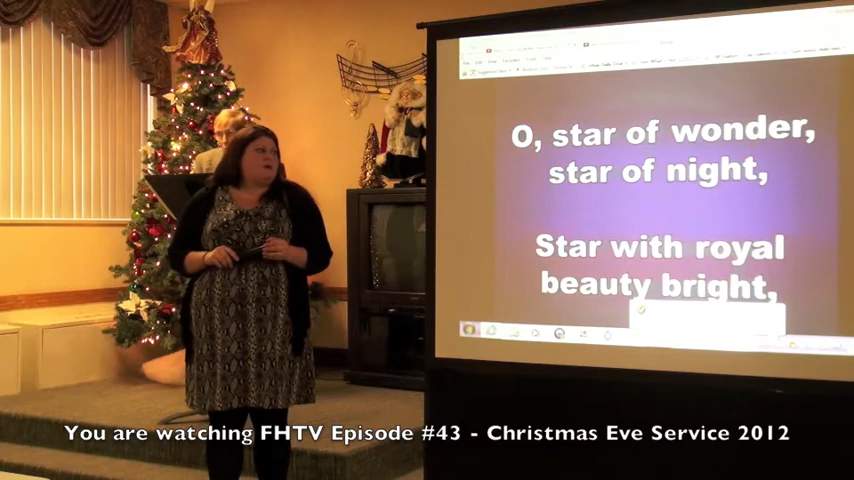 O, star of wonder,
star of night,
Star with royal
beauty bright,
You are watching FHTV Episode #43 - Christmas Eve Service 2012